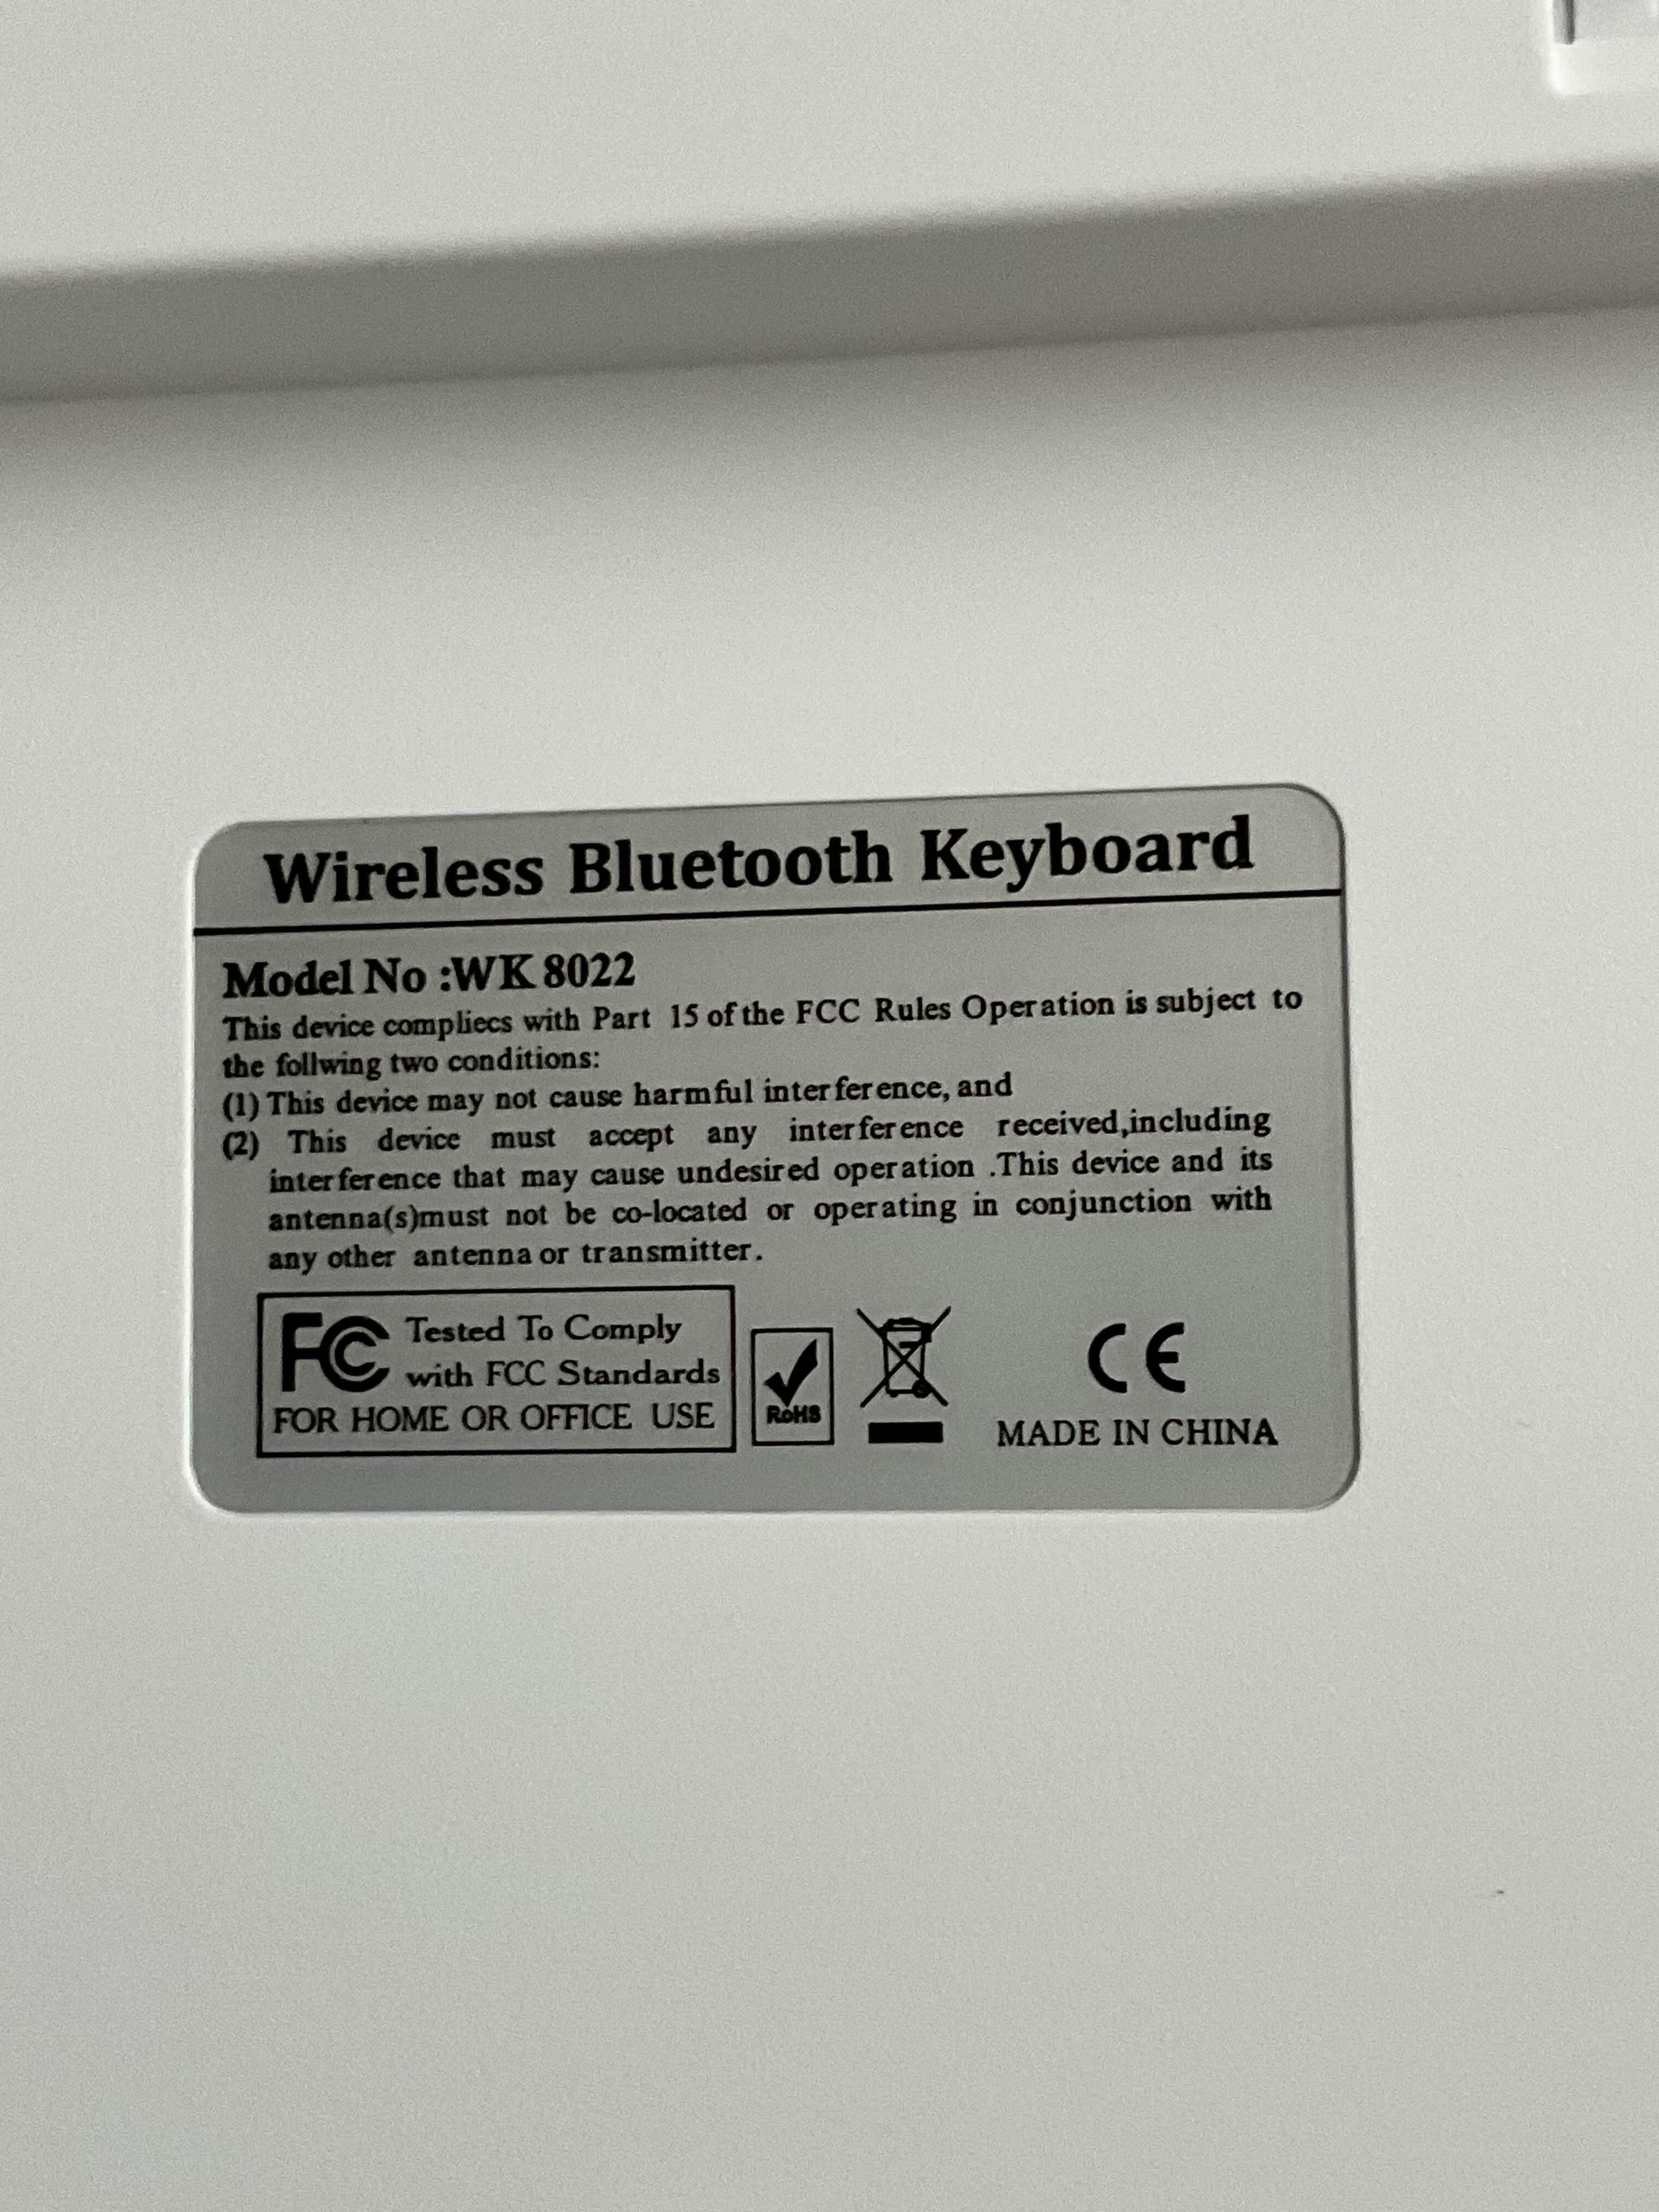 Wireless Bluetooth Keyboard
Model No :WK 8022
This device compliecs with Part 15 of the FCC Rules Operation is subject to
the follwing two conditions:
(1) This device may not cause harmful interference, and
(2) This device must accept any interference received,including
interference that may cause undesired operation .This device and its
antenna(s)must not be co-located or operating in conjunction with
any other antenna or transmitter.
FC Tested To Comply
with FCC Standards
FOR HOME OR OFFICE USE
RoHS
CE
MADE IN CHINA